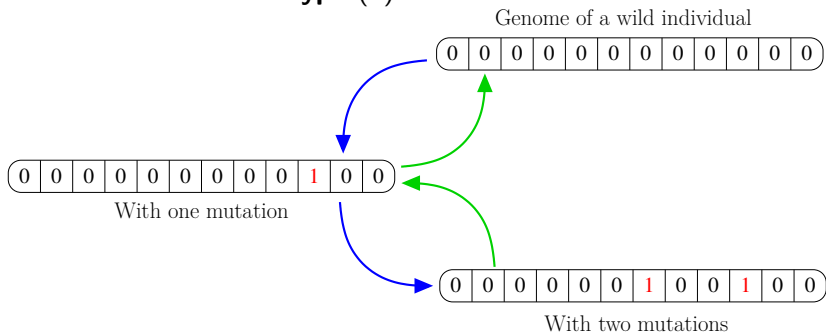 Genome of a wild individual
0 0 0 0 0 0 0 0 0 0 0 0
0 0 0 0 0 0 0 0 0 1 0 0
With one mutation
0 0 0 0 0 0 1 0 0 1 0 0
With two mutations